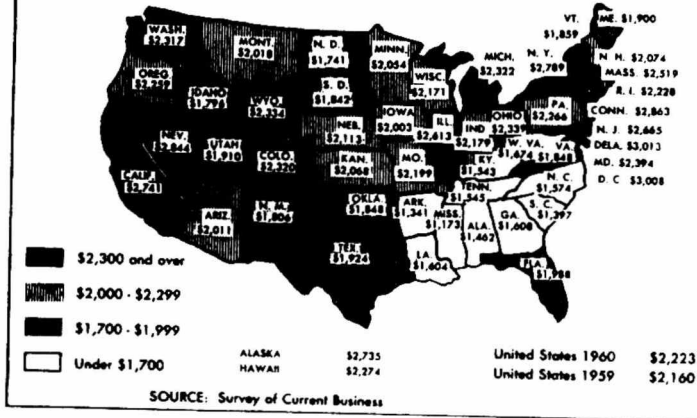 VT. $1,859
ME. $1,900
WASH. $2,317
MONT. $2,018
N. D. $1,741
MINN. $2,054
MICH. $2,322
N. Y. $2,789
N. H. $2,074
MASS. $2,519
R. I. $2,228
CONN. $2,863
N. J. $2,665
DELA. $3,013
MD. $2,394
D. C $3,008
OREG.
IDAHO $1,796
WYO. $2,334
S. D. $1,842
WISC. $2,171
PA. $2,266
NEV. $2,844
UTAH $1,910
COLO. $2,320
NEB. $2,113
IOWA $2,003
ILL. $2,613
IND $2,179
OHIO $2,339
W. VA. $1,674
VA. $1,848
CALIF. $2,741
KAN. $2,068
MO. $2,199
KY. $1,543
N. C. $1,574
TENN. $1,545
S. C. $1,397
ARIZ. $2,011
N. M. $1,806
OKLA. $1,848
ARK. $1,341
MISS. $1,173
ALA. $1,462
GA. $1,608
TEX. $1,924
LA. $1,604
FLA. $1,988
$2,300 and over
$2,000 - $2,299
$1,700 - $1,999
Under $1,700
ALASKA $2,735
HAWAII $2,274
United States 1960 $2,223
United States 1959 $2,160
SOURCE: Survey of Current Business